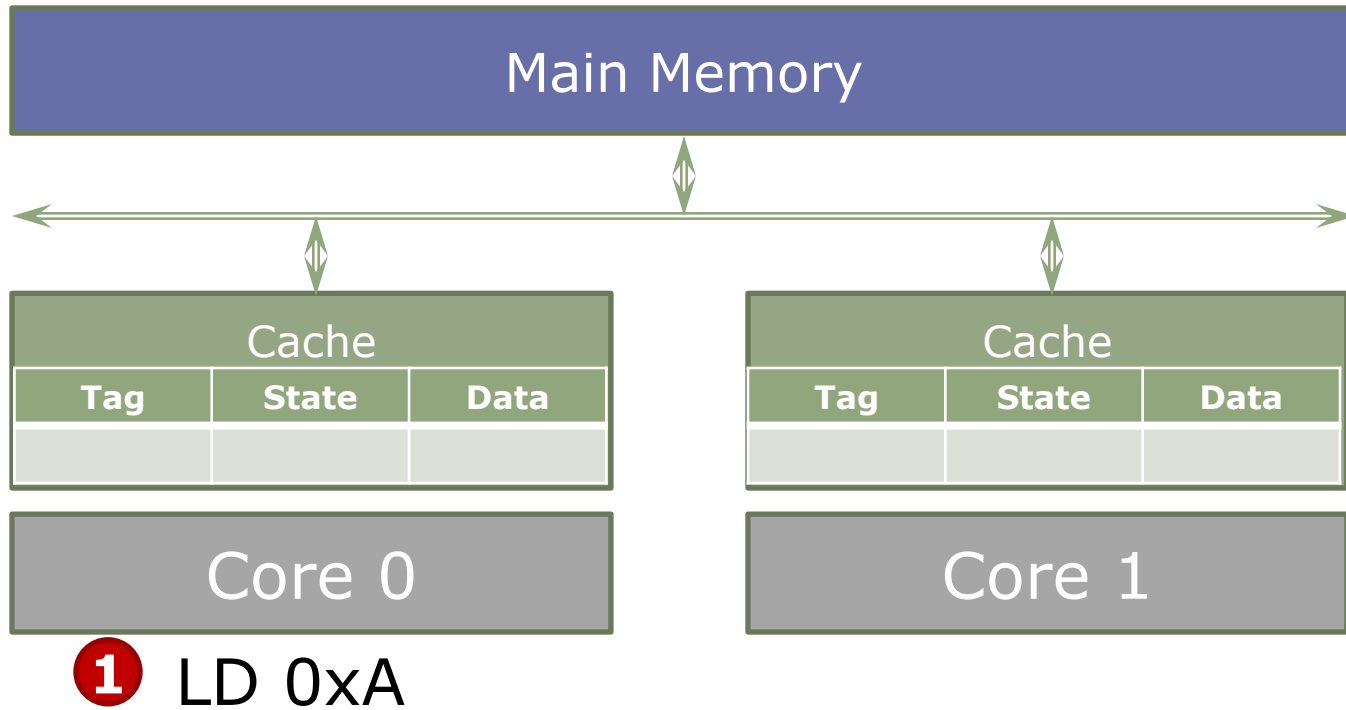 Main Memory
Cache
Tag State Data
Cache
Tag State Data
Core 0
Core 1
1 LD 0xA